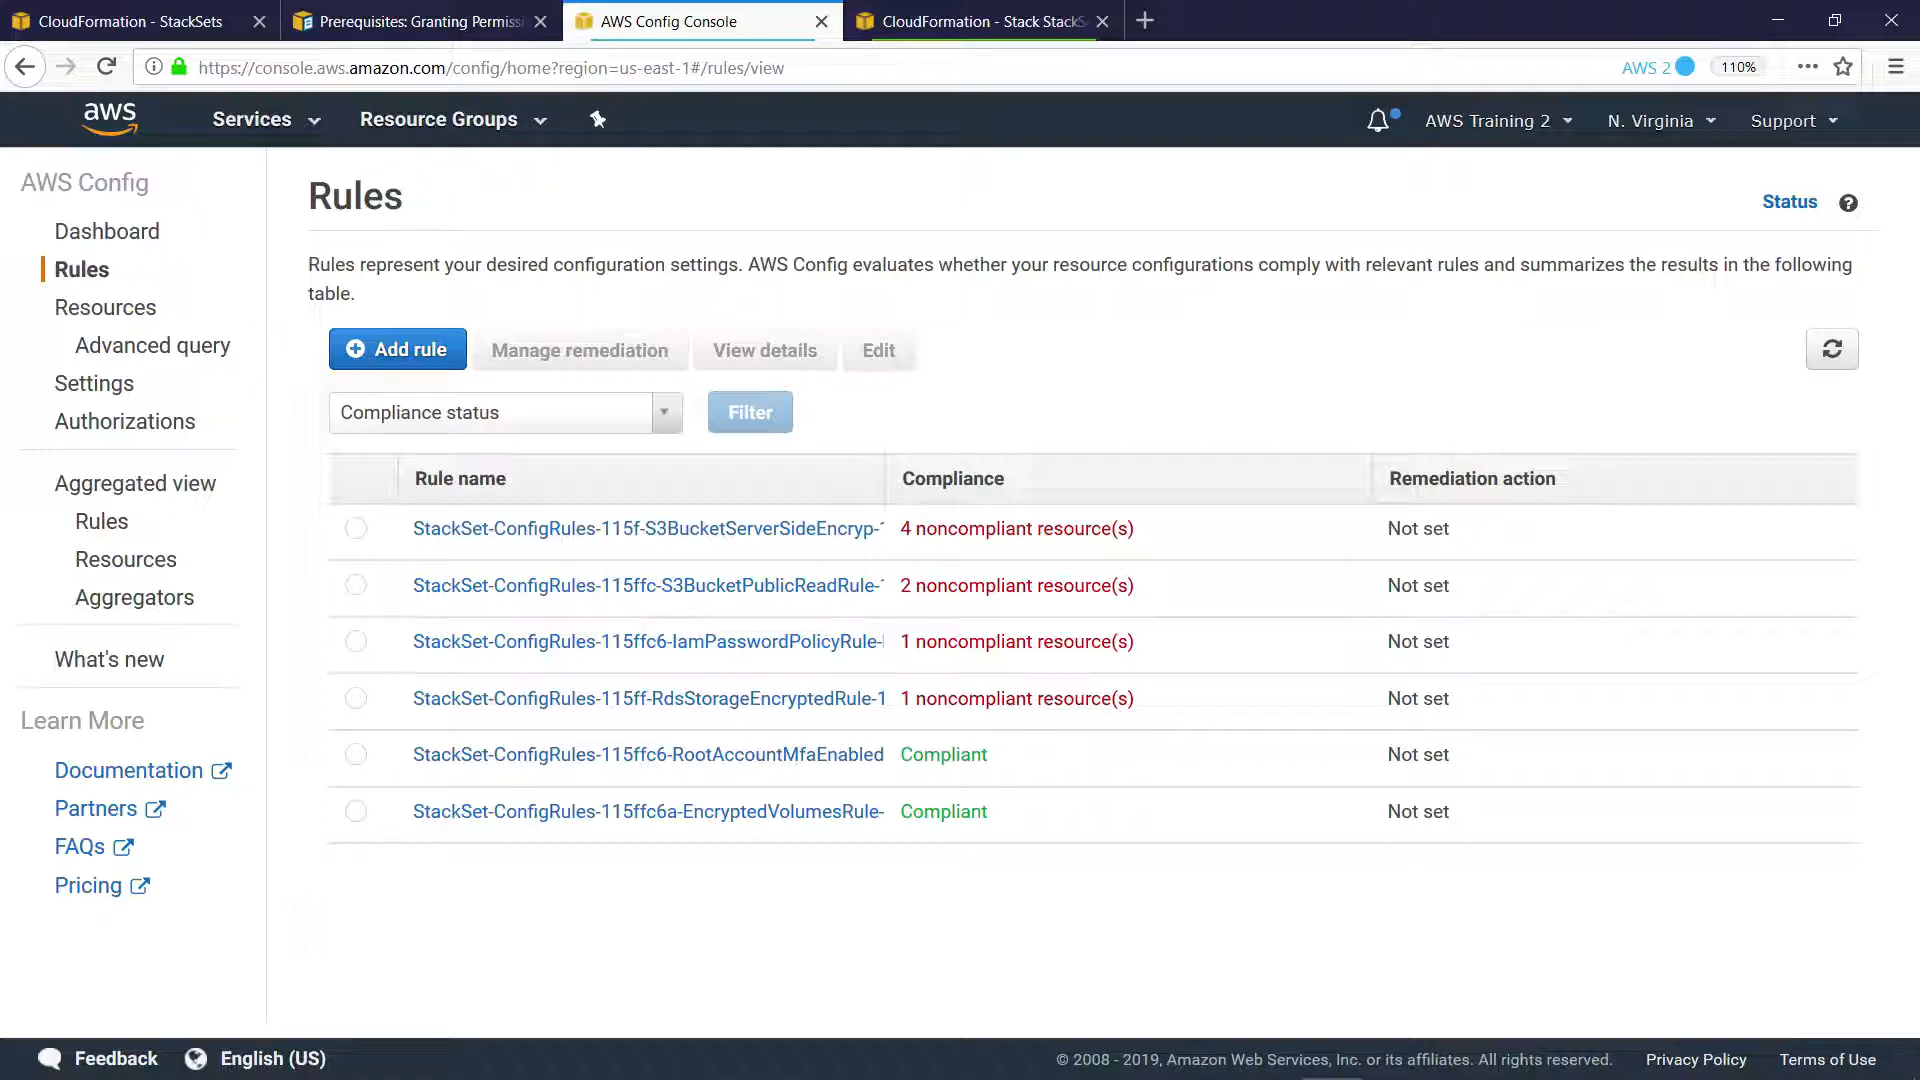 CloudFormation - StackSets
Prerequisites: Granting Permiss
AWS Config Console
CloudFormation - Stack StackS
https://console.aws.amazon.com/config/home?region=us-east-1#/rules/view
AWS 2
110%
aws
Services
Resource Groups
AWS Training 2
N. Virginia
Support
AWS Config
Dashboard
Rules
Resources
Advanced query
Settings
Authorizations
Aggregated view
Rules
Resources
Aggregators
What's new
Learn More
Documentation
Partners
FAQs
Pricing
Rules
Status
Rules represent your desired configuration settings. AWS Config evaluates whether your resource configurations comply with relevant rules and summarizes the results in the following
table.
Add rule
Manage remediation
View details
Edit
Compliance status
Filter
Rule name Compliance Remediation action
StackSet-ConfigRules-115f-S3BucketServerSideEncryp- 4 noncompliant resource(s) Not set
StackSet-ConfigRules-115ffc-S3BucketPublicReadRule- 2 noncompliant resource(s) Not set
StackSet-ConfigRules-115ffc6-IamPasswordPolicyRule- 1 noncompliant resource(s) Not set
StackSet-ConfigRules-115ff-RdsStorageEncryptedRule-1 1 noncompliant resource(s) Not set
StackSet-ConfigRules-115ffc6-RootAccountMfaEnabled Compliant Not set
StackSet-ConfigRules-115ffc6a-EncryptedVolumesRule- Compliant Not set
Feedback
English (US)
© 2008 - 2019, Amazon Web Services, Inc. or its affiliates. All rights reserved.
Privacy Policy
Terms of Use